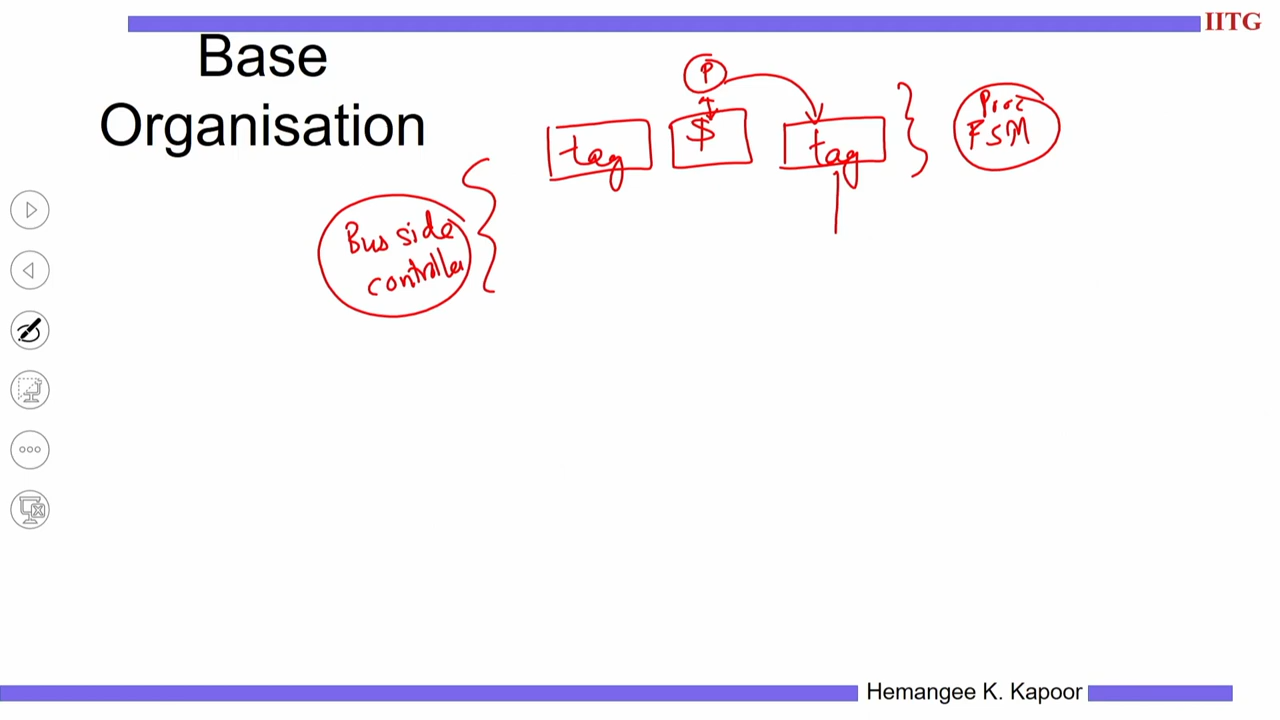 IITG
Base
Organisation
P
tag
$
tag
Proc
FSM
Bus side
controller
Hemangee K. Kapoor